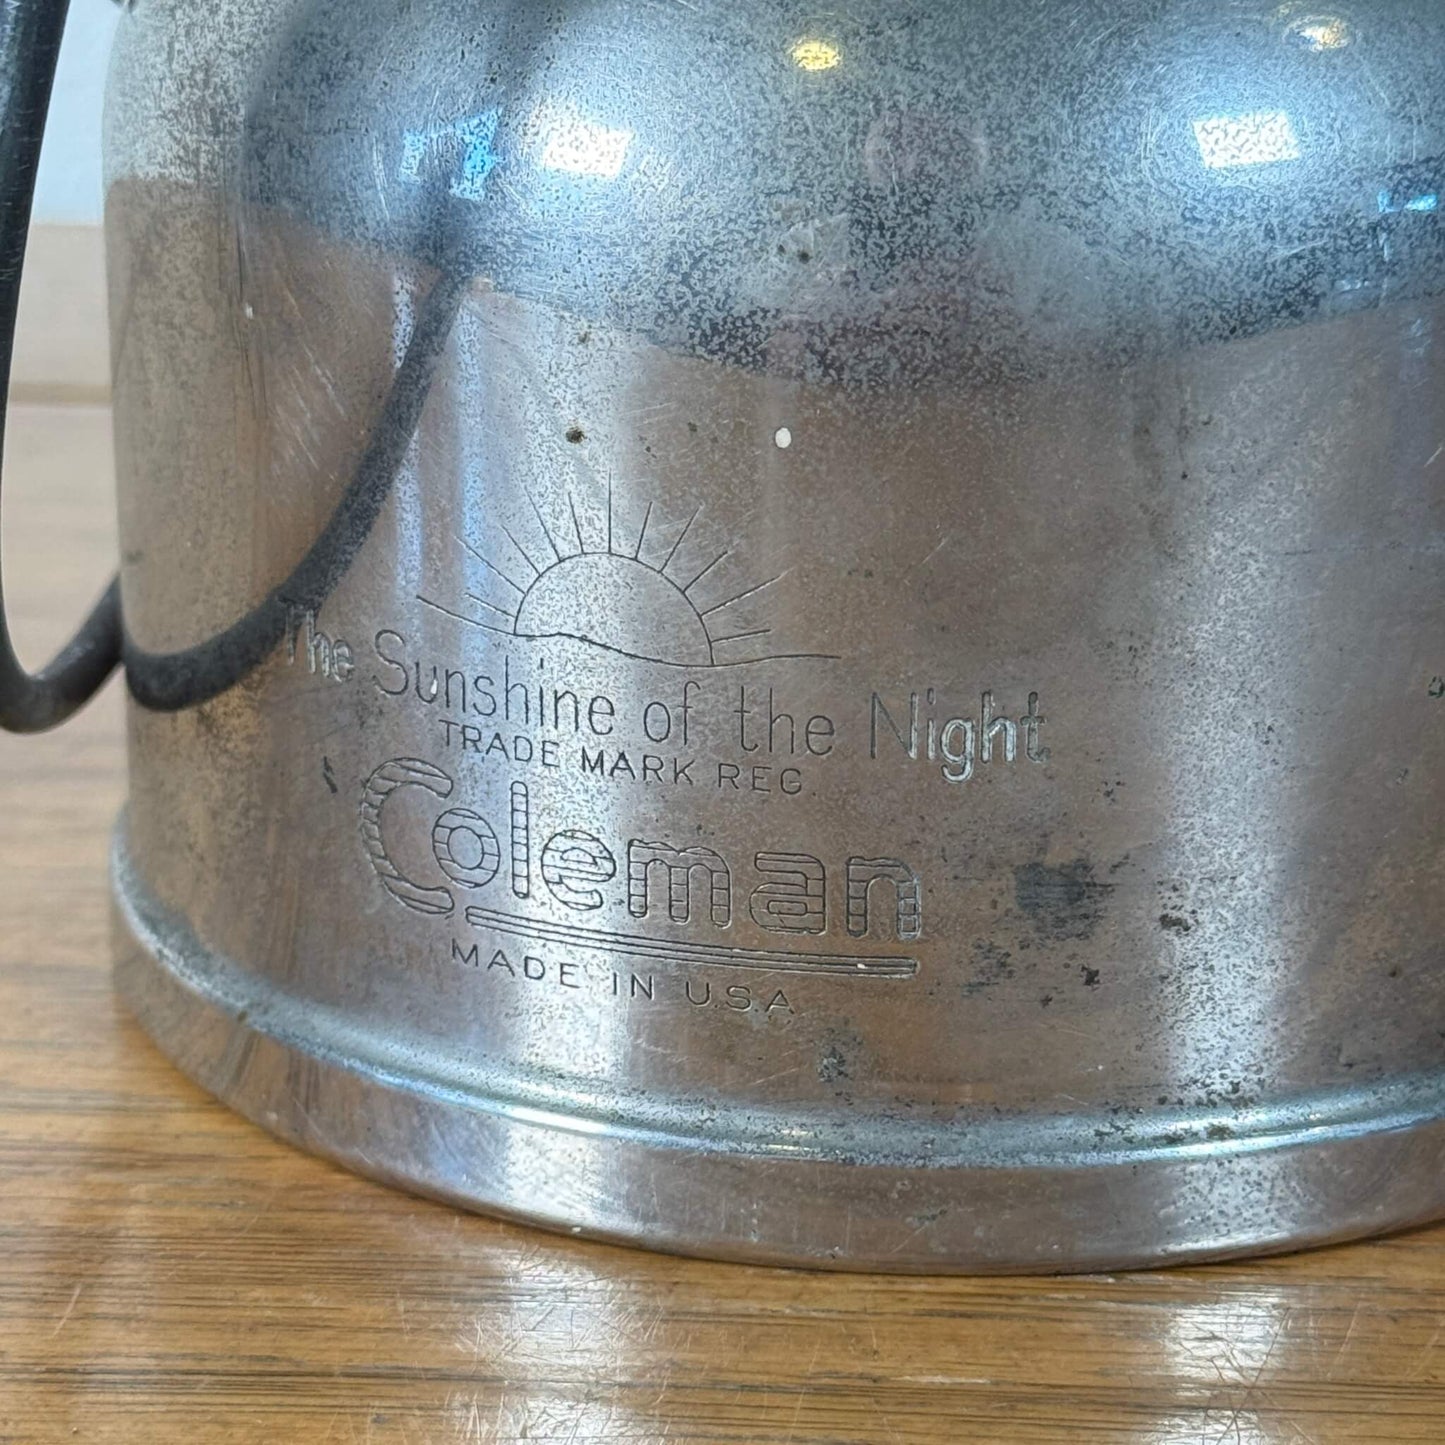 The Sunshine of the Night
TRADE MARK REG.
Coleman
MADE IN U.S.A.